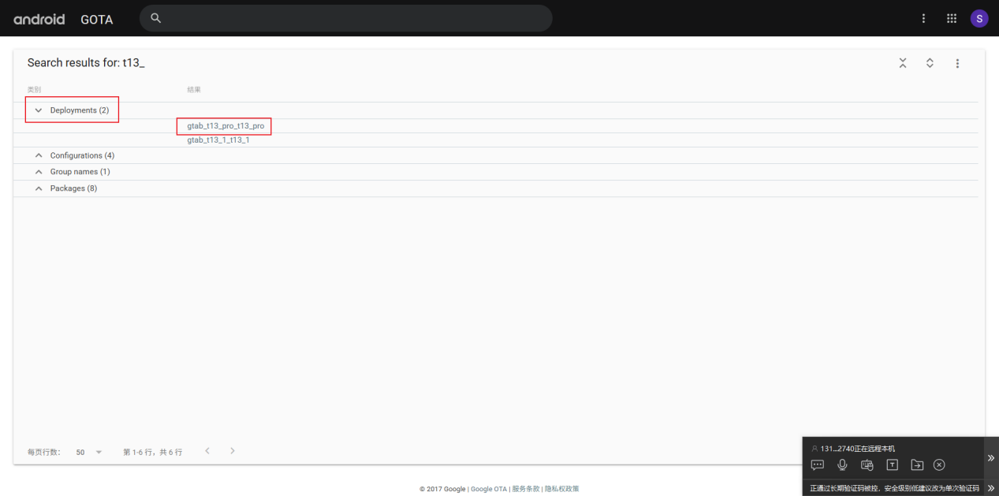 android GOTA
S
Search results for: t13_
类别 结果
Deployments (2)
gtab_t13_pro_t13_pro
gtab_t13_1_t13_1
Configurations (4)
Group names (1)
Packages (8)
每页行数: 50 第 1-6 行，共 6 行
© 2017 Google | Google OTA | 服务条款 | 隐私权政策
131...2740正在远程本机
正通过长期验证码被控，安全级别低建议改为单次验证码